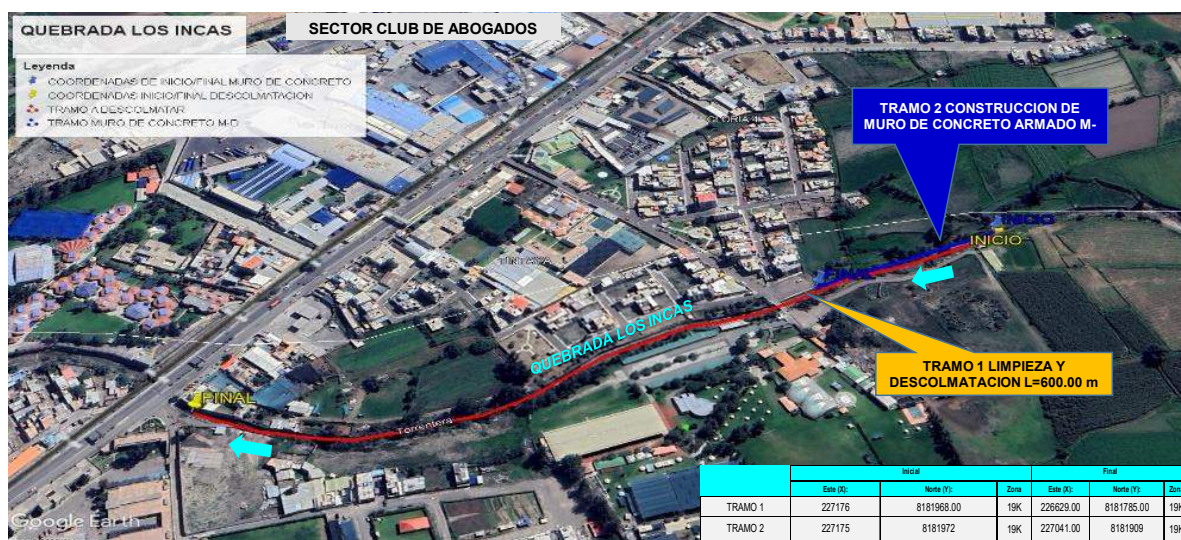 QUEBRADA LOS INCAS
SECTOR CLUB DE ABOGADOS
Leyenda
COORDENADAS DE INICIO/FINAL MURO DE CONCRETO
COORDENADAS INICIO/FINAL DESCOLMATACION
TRAMO A DESCOLMATAR
TRAMO MURO DE CONCRETO M-D
TRAMO 2 CONSTRUCCION DE
MURO DE CONCRETO ARMADO M-
GLORIA
INICIO
INICIO
FINAL
QUEBRADA LOS INCAS
TRAMO 1 LIMPIEZA Y
DESCOLMATACION L=600.00 m
FINAL
Torrentera
Inicial Final
Este (X): Norte (Y): Zona Este (X): Norte (Y): Zon
TRAMO 1 227176 8181968.00 19K 226629.00 8181785.00 19K
TRAMO 2 227175 8181972 19K 227041.00 8181909 19K
Google Earth